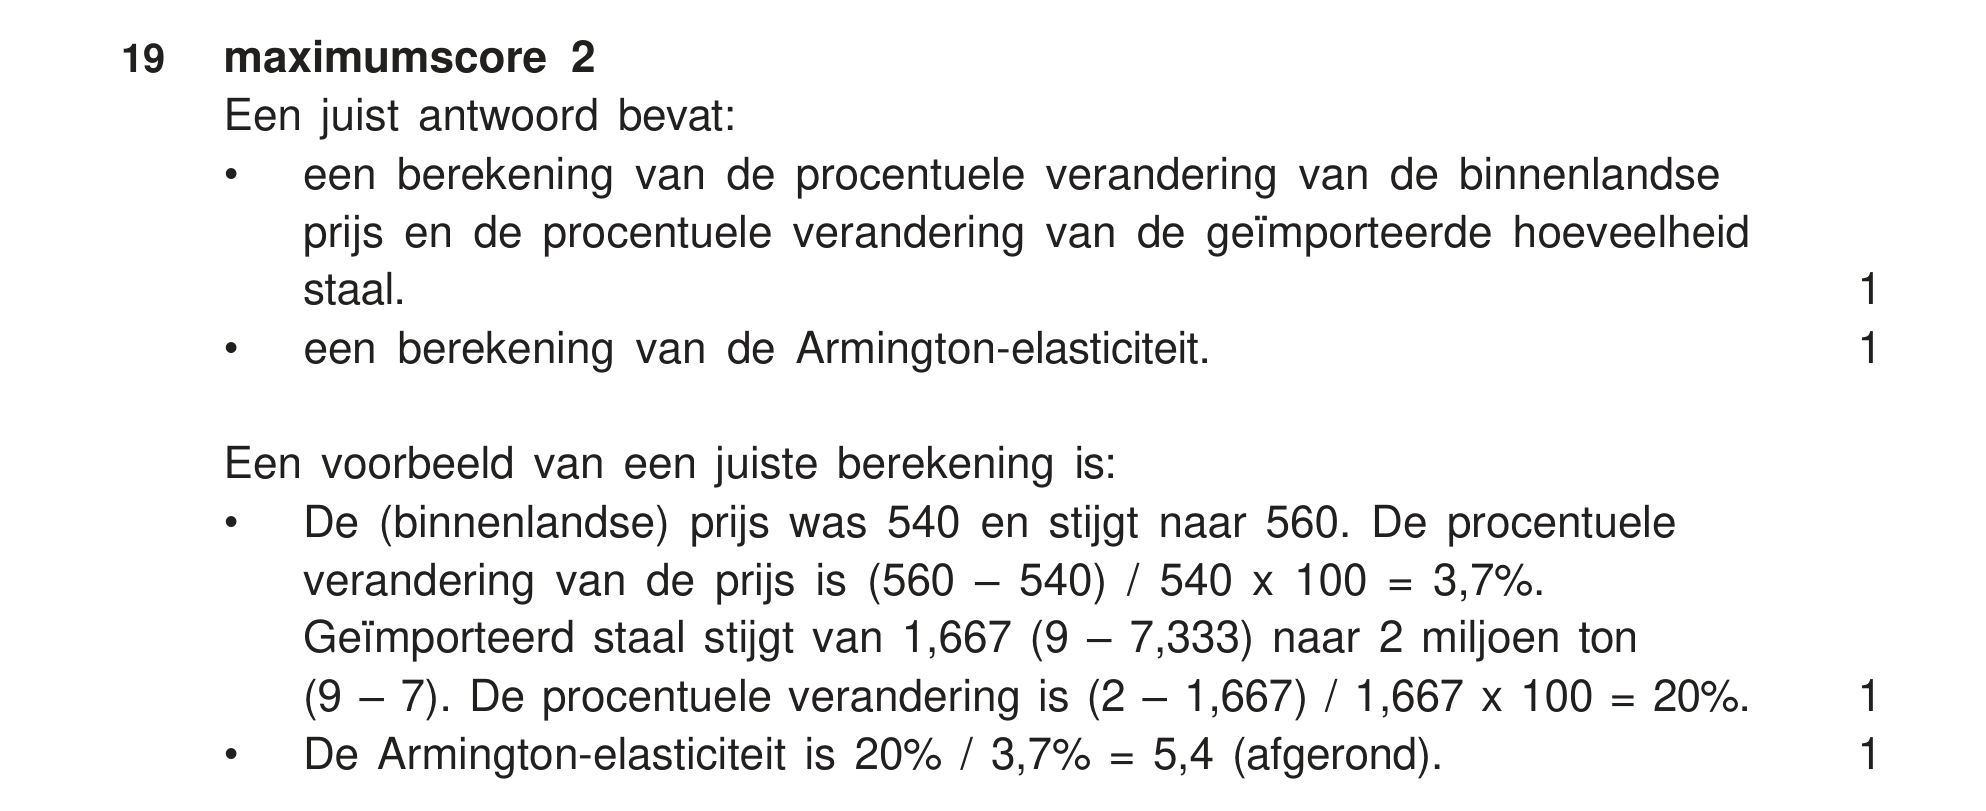 19 maximumscore 2
Een juist antwoord bevat:
• een berekening van de procentuele verandering van de binnenlandse
prijs en de procentuele verandering van de geïmporteerde hoeveelheid
staal. 1
• een berekening van de Armington-elasticiteit. 1
Een voorbeeld van een juiste berekening is:
• De (binnenlandse) prijs was 540 en stijgt naar 560. De procentuele
verandering van de prijs is (560 – 540) / 540 x 100 = 3,7%.
Geïmporteerd staal stijgt van 1,667 (9 – 7,333) naar 2 miljoen ton
(9 – 7). De procentuele verandering is (2 – 1,667) / 1,667 x 100 = 20%. 1
• De Armington-elasticiteit is 20% / 3,7% = 5,4 (afgerond). 1